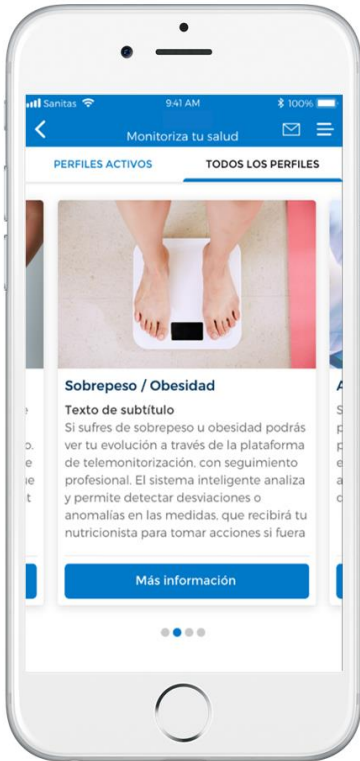 Sanitas
9:41 AM
100%
Monitoriza tu salud
PERFILES ACTIVOS
TODOS LOS PERFILES
Sobrepeso / Obesidad
Texto de subtítulo
Si sufres de sobrepeso u obesidad podrás
ver tu evolución a través de la plataforma
de telemonitorización, con seguimiento
profesional. El sistema inteligente analiza
y permite detectar desviaciones o
anomalías en las medidas, que recibirá tu
nutricionista para tomar acciones si fuera
Más información